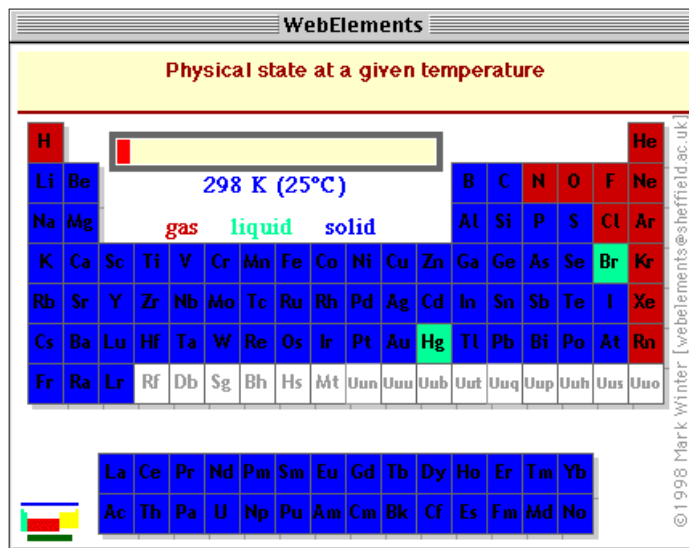 WebElements
Physical state at a given temperature
H He
298 K (25°C)
Li Be B C N O F Ne
gas liquid solid
Na Mg Al Si P S Cl Ar
K Ca Sc Ti V Cr Mn Fe Co Ni Cu Zn Ga Ge As Se Br Kr
Rb Sr Y Zr Nb Mo Tc Ru Rh Pd Ag Cd In Sn Sb Te I Xe
Cs Ba Lu Hf Ta W Re Os Ir Pt Au Hg Tl Pb Bi Po At Rn
Fr Ra Lr Rf Db Sg Bh Hs Mt Uun Uuu Uub Uut Uuq Uup Uuh Uus Uuo
La Ce Pr Nd Pm Sm Eu Gd Tb Dy Ho Er Tm Yb
Ac Th Pa U Np Pu Am Cm Bk Cf Es Fm Md No
©1998 Mark Winter [webelements@sheffield.ac.uk]